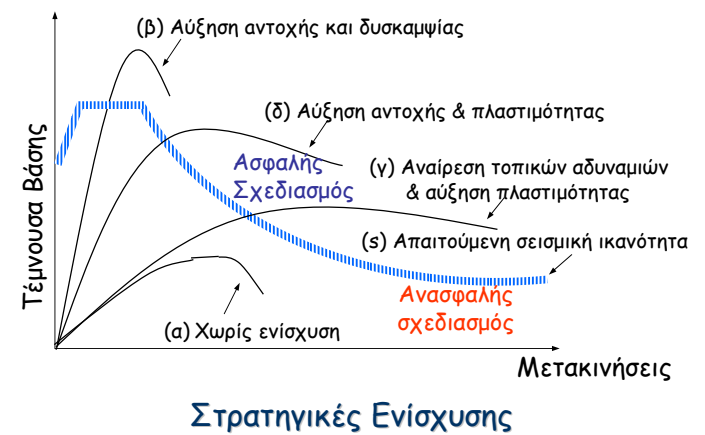 (β) Αύξηση αντοχής και δυσκαμψίας
(δ) Αύξηση αντοχής & πλαστιμότητας
Ασφαλής
Σχεδιασμός
(γ) Αναίρεση τοπικών αδυναμιών
& αύξηση πλαστιμότητας
(s) Απαιτούμενη σεισμική ικανότητα
Ανασφαλής
σχεδιασμός
(α) Χωρίς ενίσχυση
Τέμνουσα Βάσης
Μετακινήσεις
Στρατηγικές Ενίσχυσης